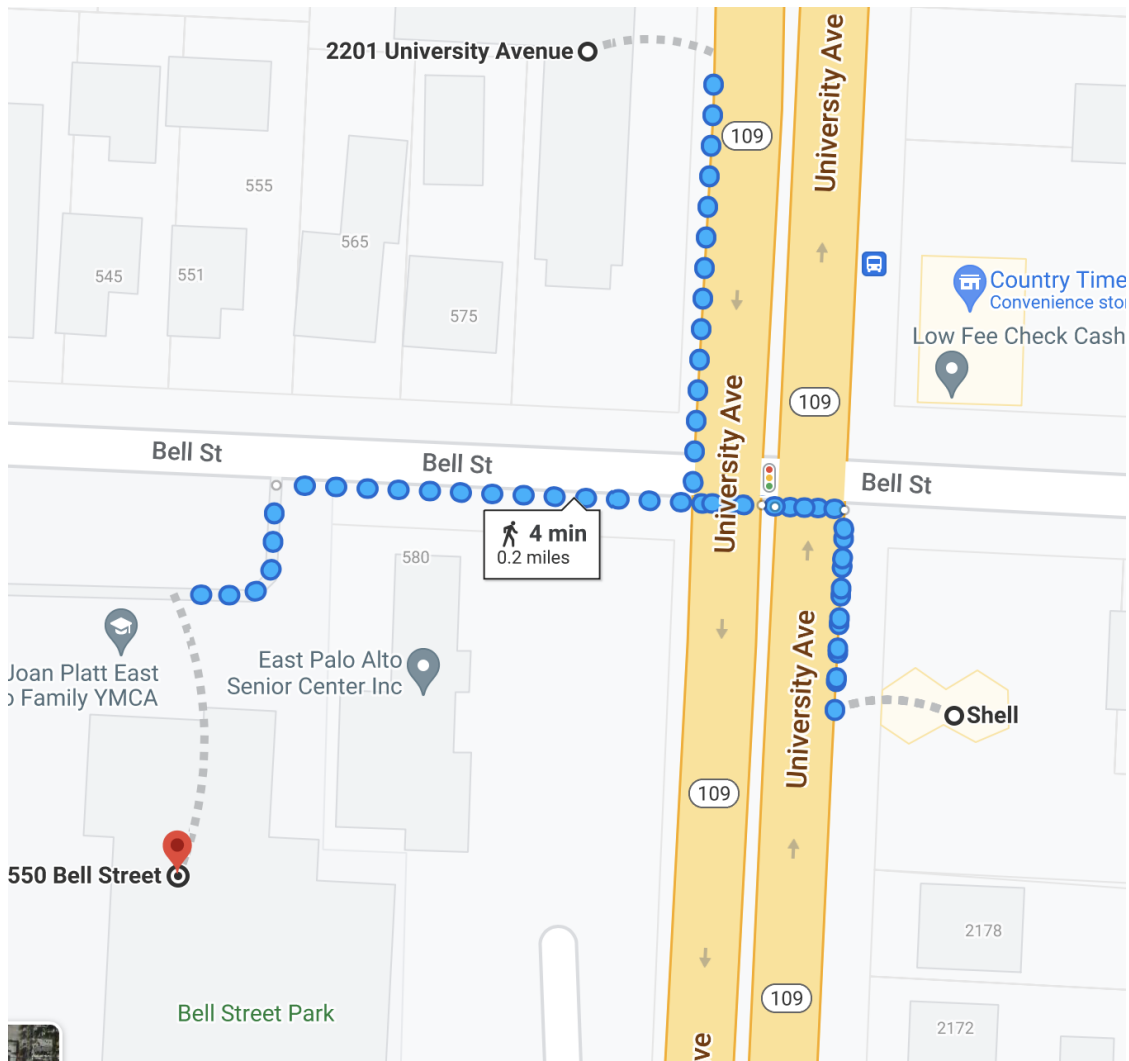 2201 University Avenue
University Ave
109
555
565
545
551
575
Country Time
Convenience sto
Low Fee Check Cash
109
University Ave
Bell St
Bell St
Bell St
4 min
0.2 miles
580
Joan Platt East
o Family YMCA
East Palo Alto
Senior Center Inc
University Ave
Shell
109
550 Bell Street
2178
109
Bell Street Park
2172
ve